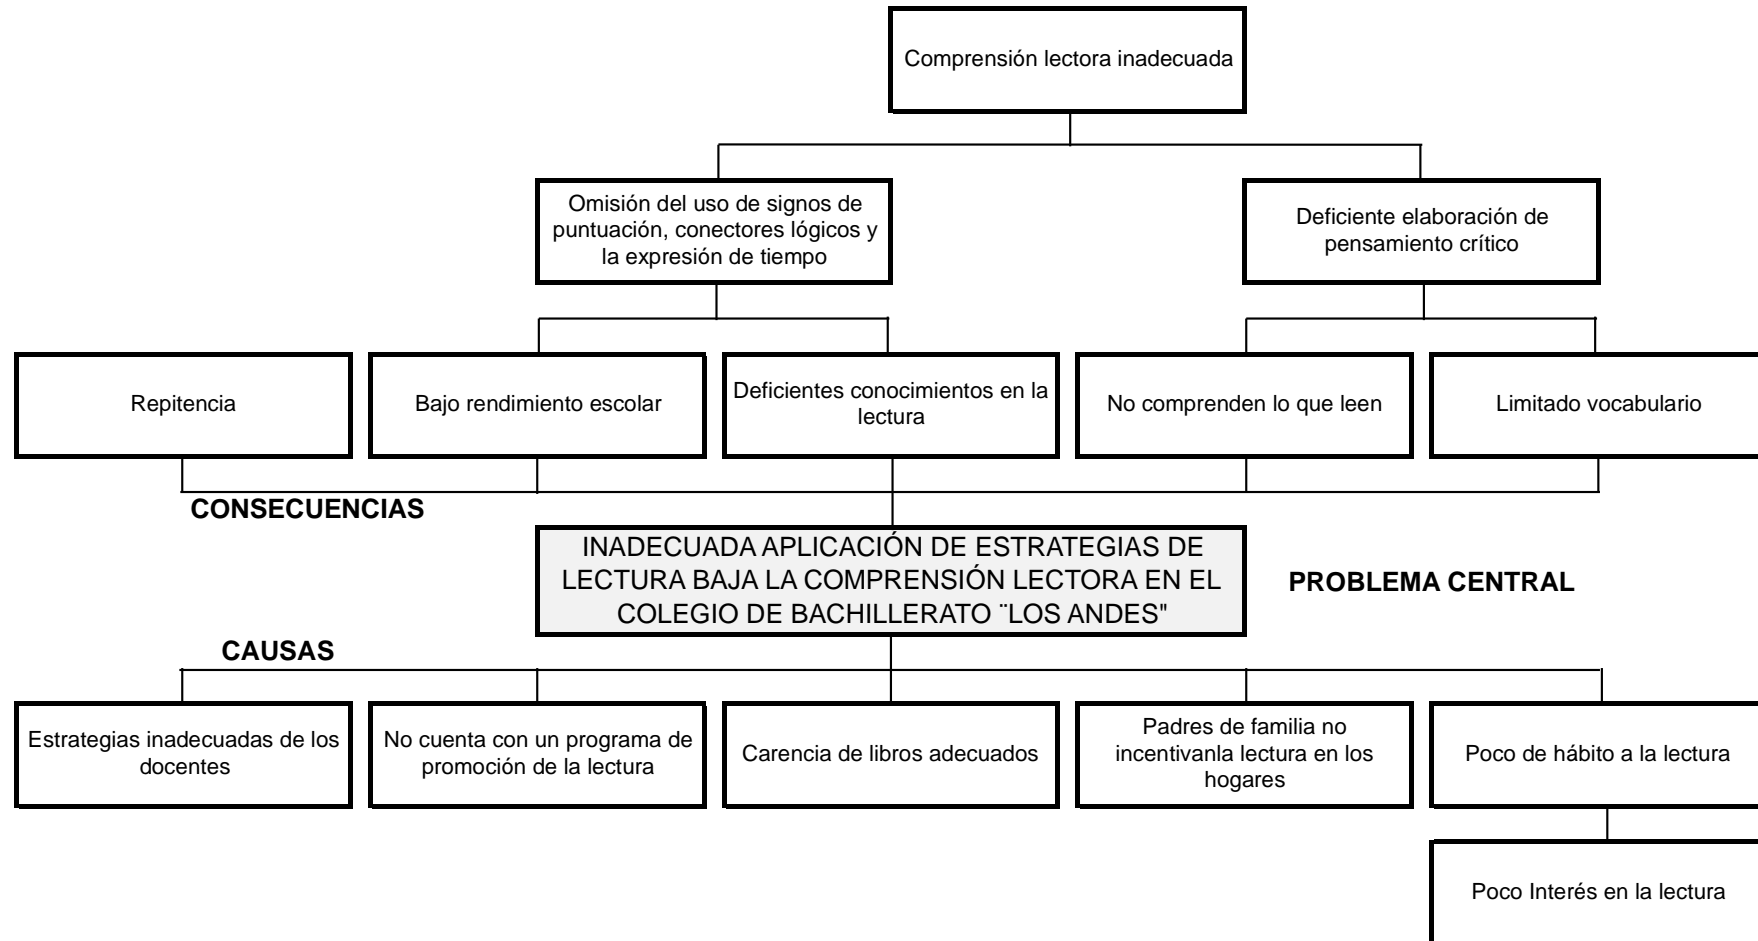 Comprensión lectora inadecuada
Omisión del uso de signos de
puntuación, conectores lógicos y
la expresión de tiempo
Deficiente elaboración de
pensamiento crítico
Repitencia
Bajo rendimiento escolar
Deficientes conocimientos en la
lectura
No comprenden lo que leen
Limitado vocabulario
CONSECUENCIAS
INADECUADA APLICACIÓN DE ESTRATEGIAS DE
LECTURA BAJA LA COMPRENSIÓN LECTORA EN EL
COLEGIO DE BACHILLERATO ¨LOS ANDES"
PROBLEMA CENTRAL
CAUSAS
Estrategias inadecuadas de los
docentes
No cuenta con un programa de
promoción de la lectura
Carencia de libros adecuados
Padres de familia no
incentivanla lectura en los
hogares
Poco de hábito a la lectura
Poco Interés en la lectura